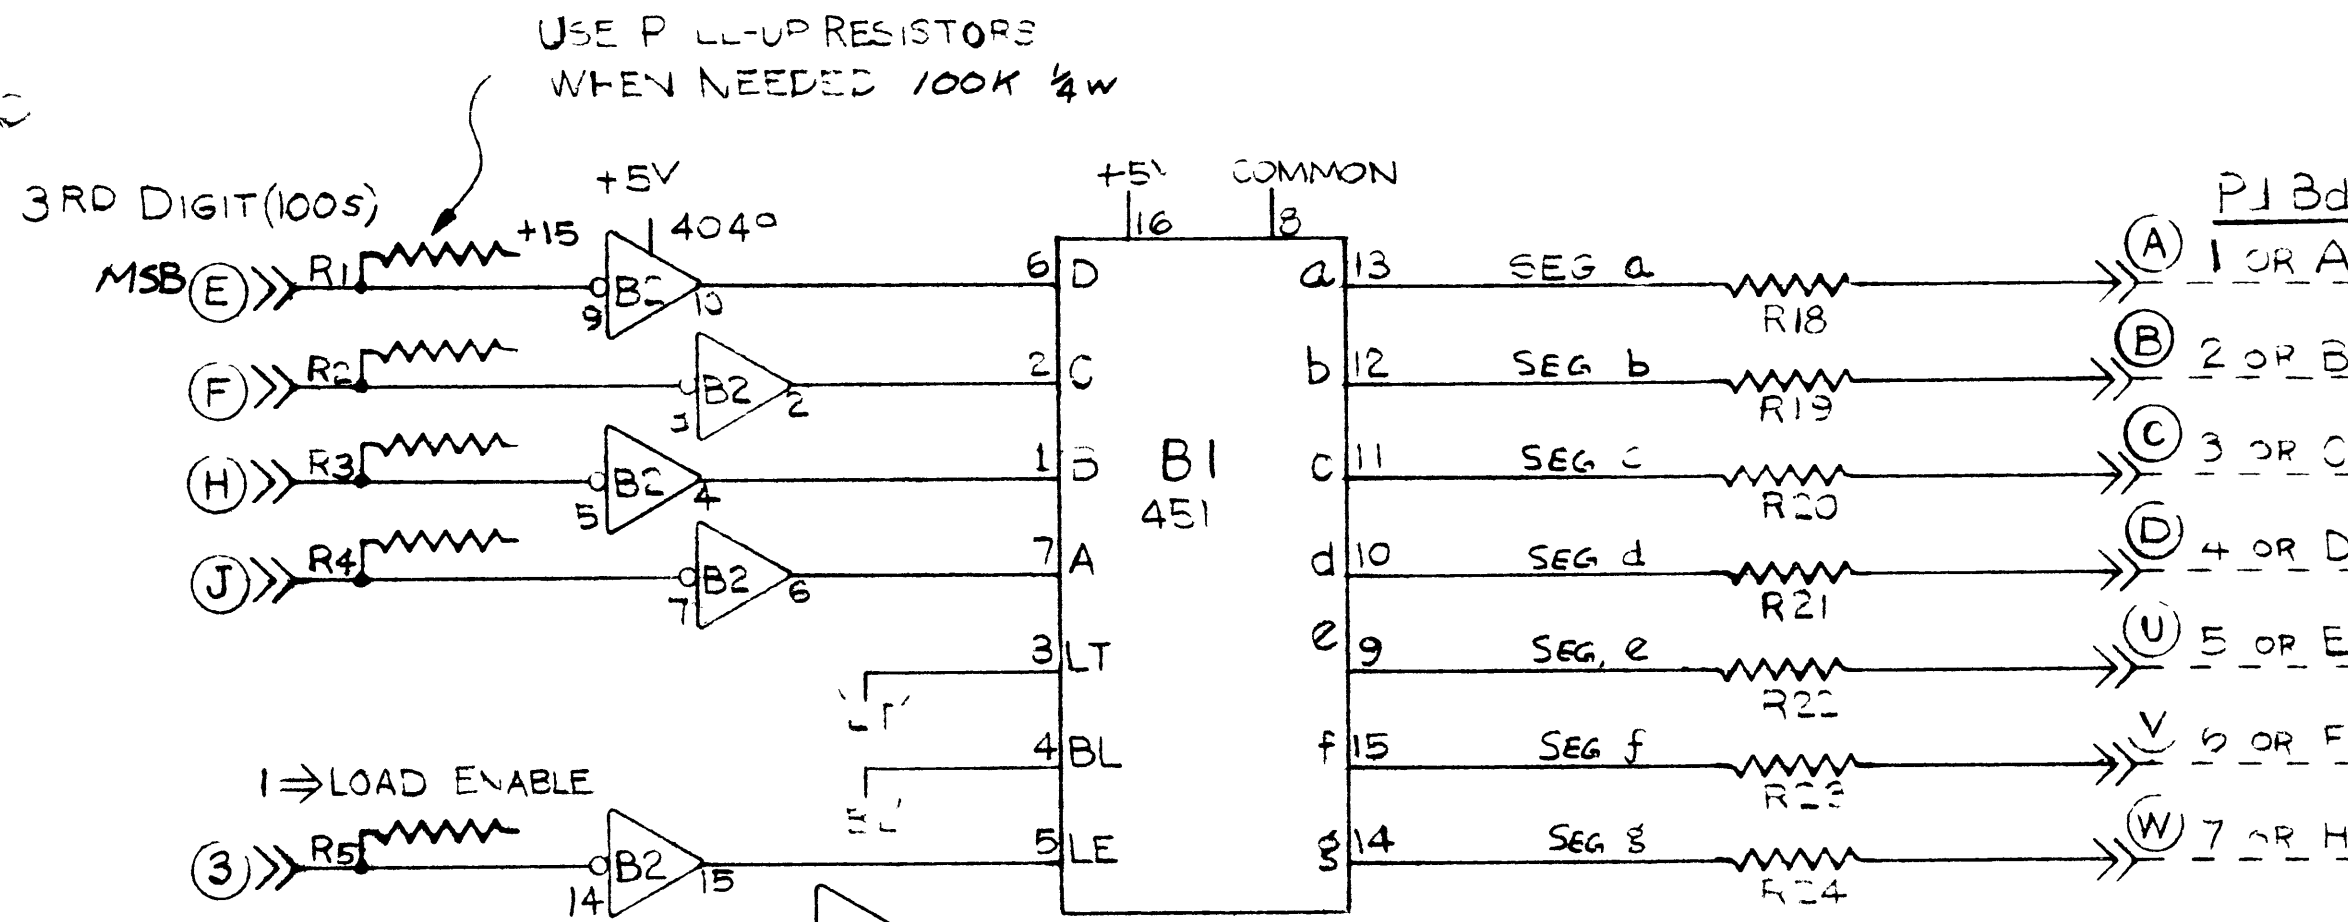 USE P LL-UP RESISTORS
WHEN NEEDED 100K ¼W
3RD DIGIT(100S)
+15
+5V
+5V
COMMON
P1 Bd
16
8
MSB E R1
9 B2 10
6 D
a 13
SEG a
R18
A 1 OR A
F R2
3 B2 2
2 C
b 12
SEG b
R19
B 2 OR B
H R3
5 B2 4
1 B
B1
451
c 11
SEG c
R20
C 3 OR C
J R4
7 B2 6
7 A
d 10
SEG d
R21
D 4 OR D
3 LT
e 9
SEG. e
R22
U 5 OR E
4 BL
f 15
SEG f
R23
V 6 OR F
1 ⇒ LOAD ENABLE
3 R5
14 B2 15
5 LE
g 14
SEG g
R24
W 7 OR H